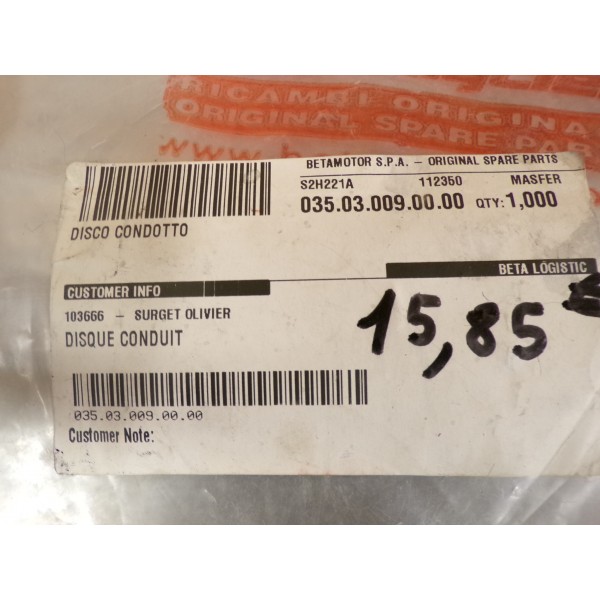 RICAMBI ORIGINA
ORIGINAL SPARE PAR
www.b
BETAMOTOR S.P.A. - ORIGINAL SPARE PARTS
S2H221A 112350 MASFER
035.03.009.00.00 QTY: 1,000
DISCO CONDOTTO
BETA LOGISTIC
CUSTOMER INFO
103666 - SURGET OLIVIER
DISQUE CONDUIT
15,85
035.03.009.00.00
Customer Note: